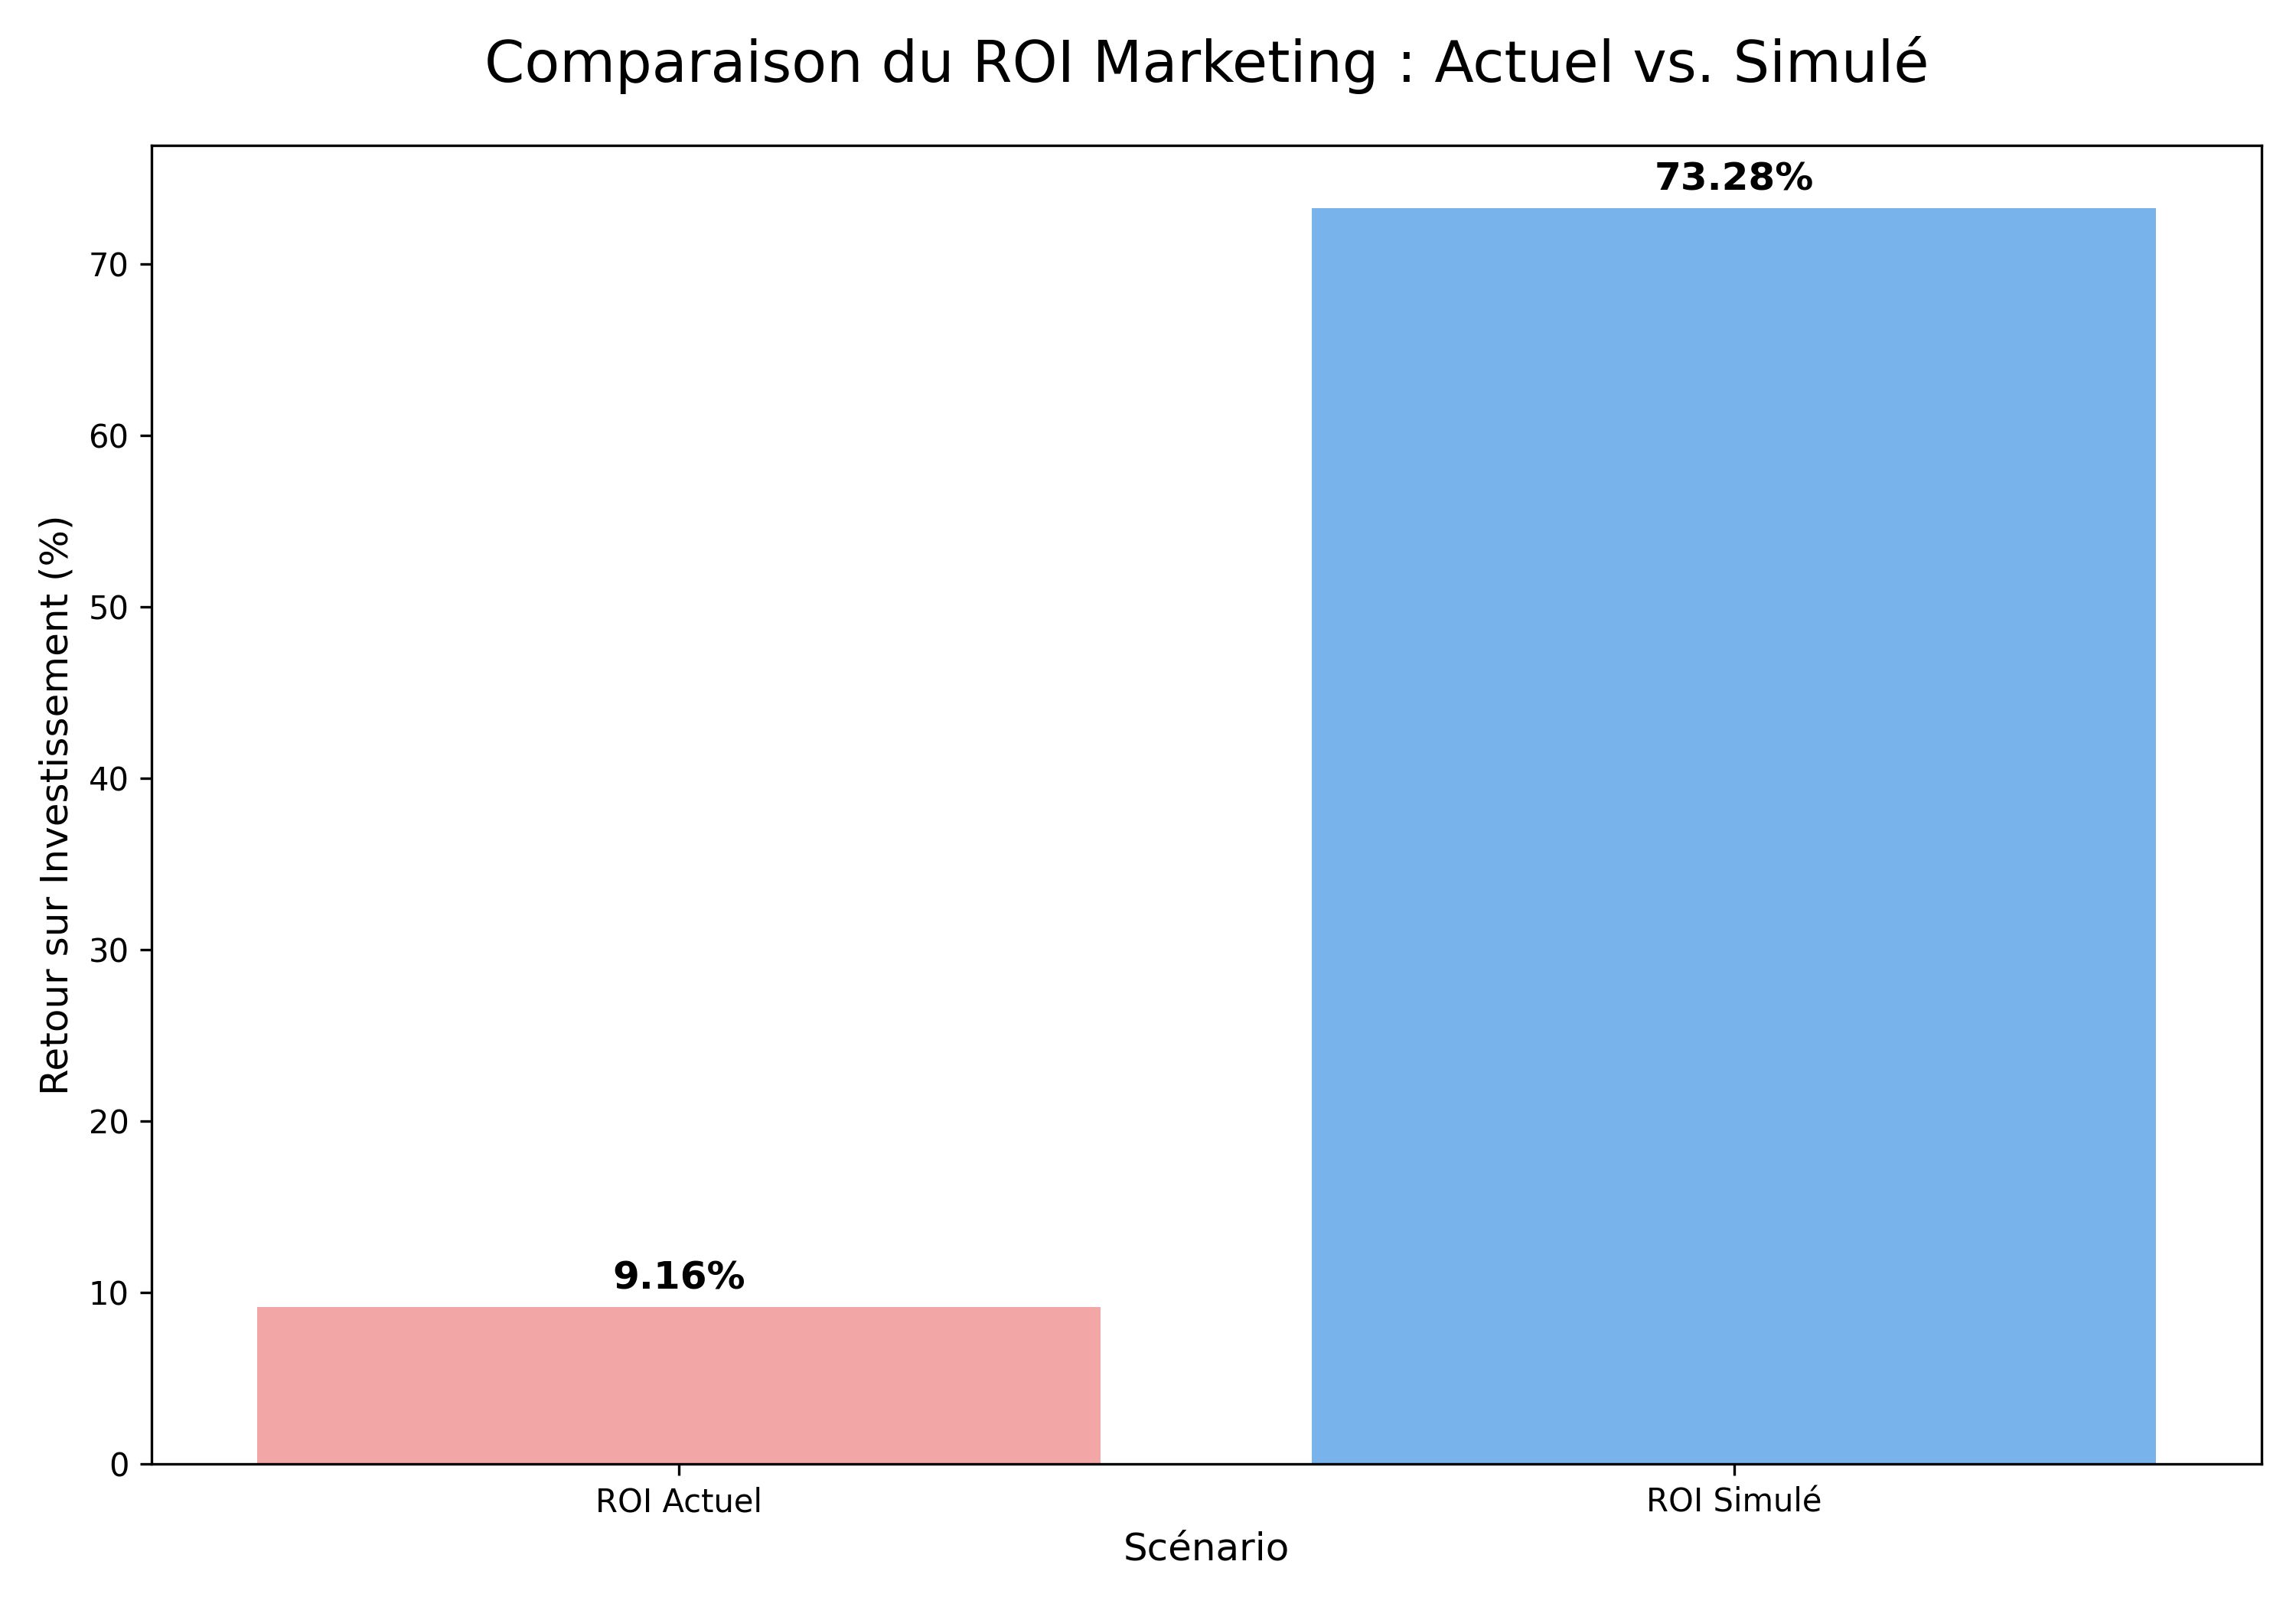 Comparaison du ROI Marketing : Actuel vs. Simulé
Retour sur Investissement (%)
70
60
50
40
30
20
10
0
9.16%
73.28%
ROI Actuel
ROI Simulé
Scénario